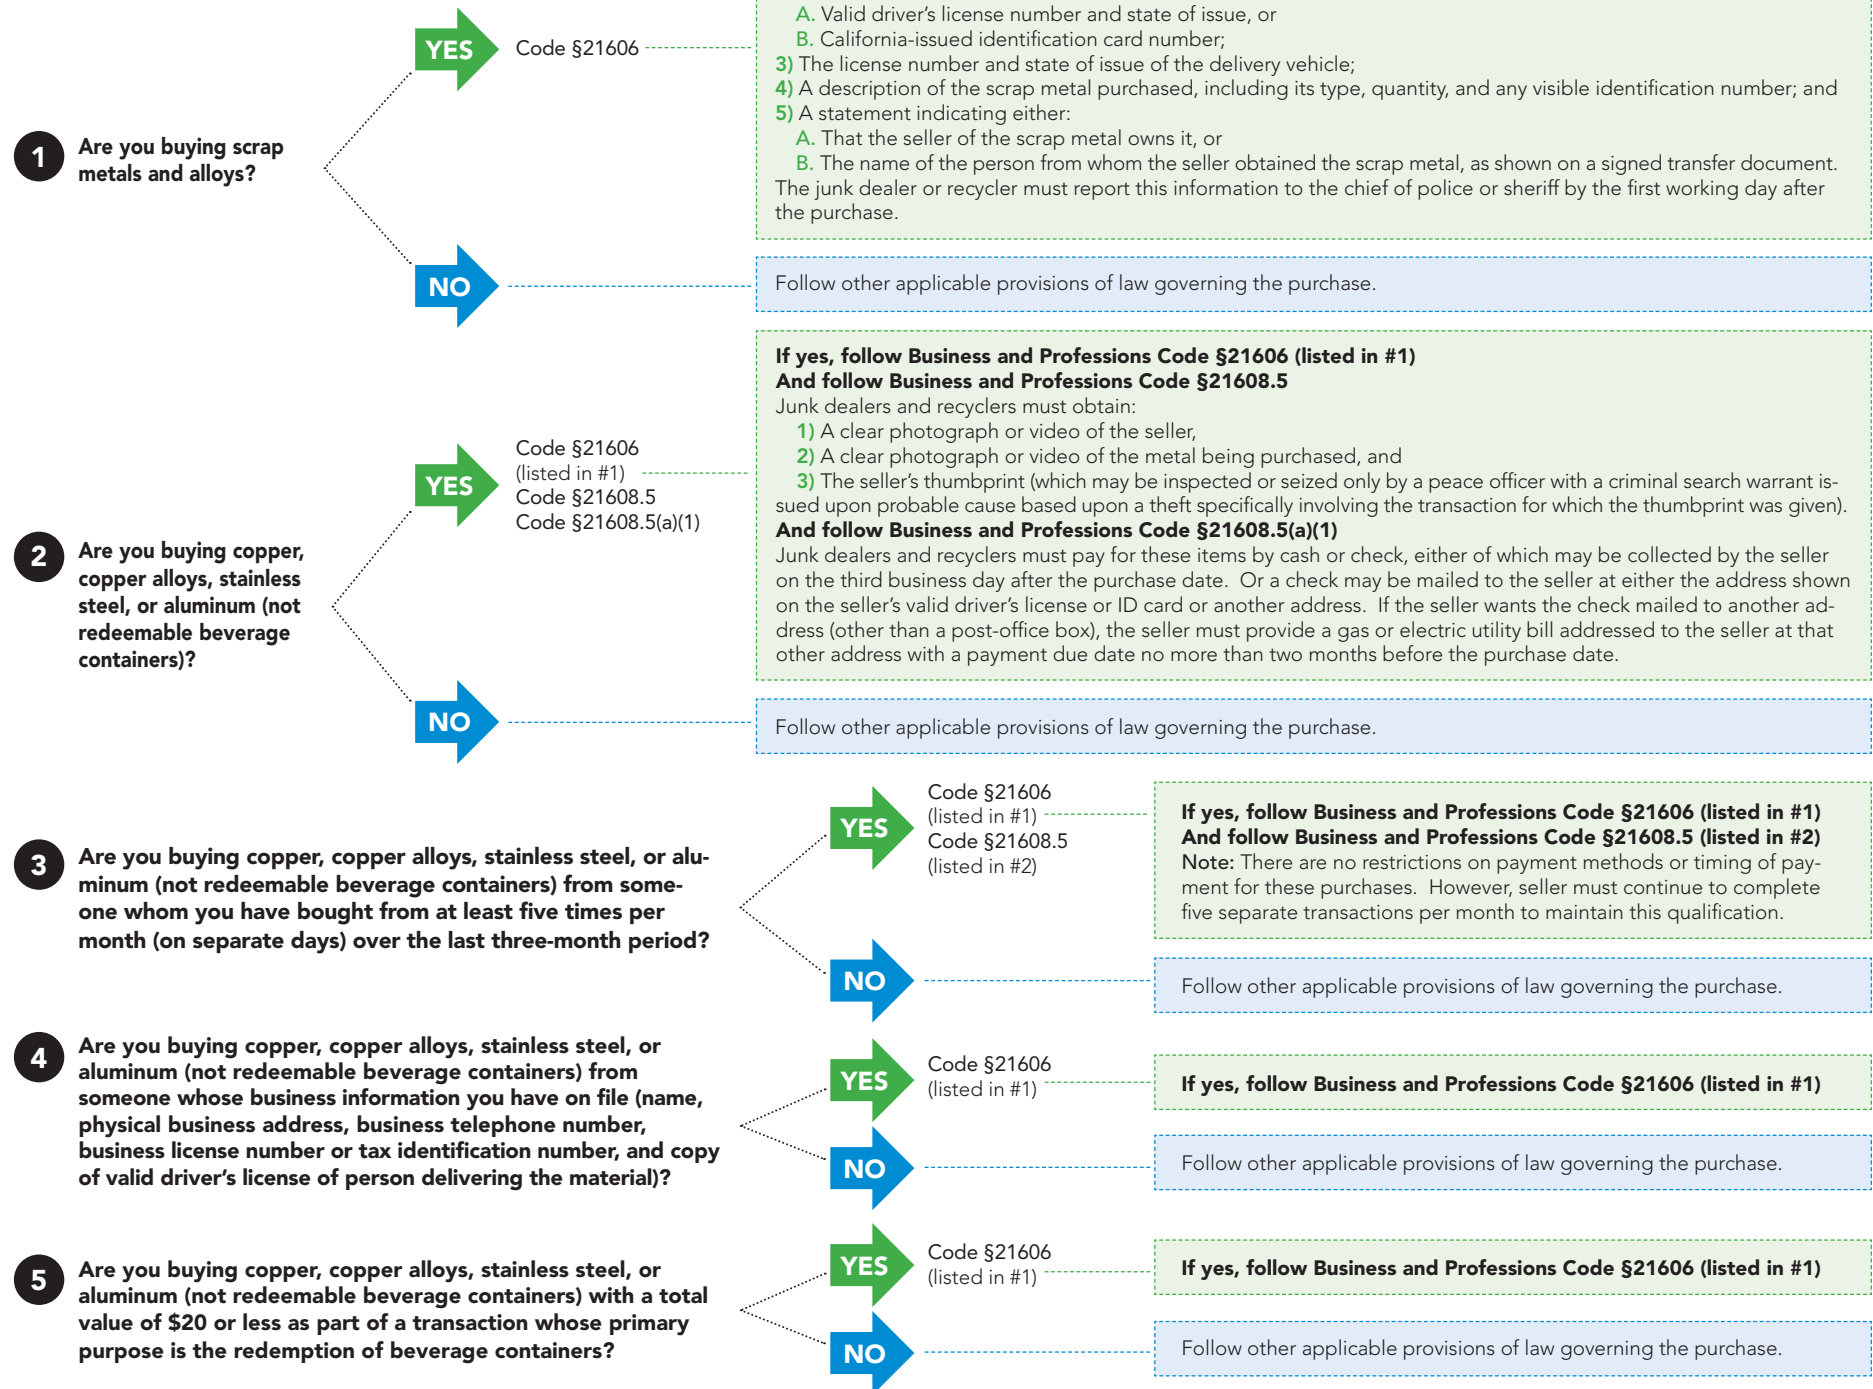 A. Valid driver's license number and state of issue, or
B. California-issued identification card number;
3) The license number and state of issue of the delivery vehicle;
4) A description of the scrap metal purchased, including its type, quantity, and any visible identification number; and
5) A statement indicating either:
A. That the seller of the scrap metal owns it, or
B. The name of the person from whom the seller obtained the scrap metal, as shown on a signed transfer document.
The junk dealer or recycler must report this information to the chief of police or sheriff by the first working day after
the purchase.
YES
Code §21606
1
Are you buying scrap
metals and alloys?
NO
Follow other applicable provisions of law governing the purchase.
If yes, follow Business and Professions Code §21606 (listed in #1)
And follow Business and Professions Code §21608.5
Junk dealers and recyclers must obtain:
1) A clear photograph or video of the seller,
2) A clear photograph or video of the metal being purchased, and
3) The seller's thumbprint (which may be inspected or seized only by a peace officer with a criminal search warrant is-
sued upon probable cause based upon a theft specifically involving the transaction for which the thumbprint was given).
And follow Business and Professions Code §21608.5(a)(1)
Junk dealers and recyclers must pay for these items by cash or check, either of which may be collected by the seller
on the third business day after the purchase date.  Or a check may be mailed to the seller at either the address shown
on the seller's valid driver's license or ID card or another address.  If the seller wants the check mailed to another ad-
dress (other than a post-office box), the seller must provide a gas or electric utility bill addressed to the seller at that
other address with a payment due date no more than two months before the purchase date.
YES
Code §21606
(listed in #1)
Code §21608.5
Code §21608.5(a)(1)
2
Are you buying copper,
copper alloys, stainless
steel, or aluminum (not
redeemable beverage
containers)?
NO
Follow other applicable provisions of law governing the purchase.
3
Are you buying copper, copper alloys, stainless steel, or alu-
minum (not redeemable beverage containers) from some-
one whom you have bought from at least five times per
month (on separate days) over the last three-month period?
YES
Code §21606
(listed in #1)
Code §21608.5
(listed in #2)
If yes, follow Business and Professions Code §21606 (listed in #1)
And follow Business and Professions Code §21608.5 (listed in #2)
Note: There are no restrictions on payment methods or timing of pay-
ment for these purchases.  However, seller must continue to complete
five separate transactions per month to maintain this qualification.
NO
Follow other applicable provisions of law governing the purchase.
4
Are you buying copper, copper alloys, stainless steel, or
aluminum (not redeemable beverage containers) from
someone whose business information you have on file (name,
physical business address, business telephone number,
business license number or tax identification number, and copy
of valid driver's license of person delivering the material)?
YES
Code §21606
(listed in #1)
If yes, follow Business and Professions Code §21606 (listed in #1)
NO
Follow other applicable provisions of law governing the purchase.
5
Are you buying copper, copper alloys, stainless steel, or
aluminum (not redeemable beverage containers) with a total
value of $20 or less as part of a transaction whose primary
purpose is the redemption of beverage containers?
YES
Code §21606
(listed in #1)
If yes, follow Business and Professions Code §21606 (listed in #1)
NO
Follow other applicable provisions of law governing the purchase.